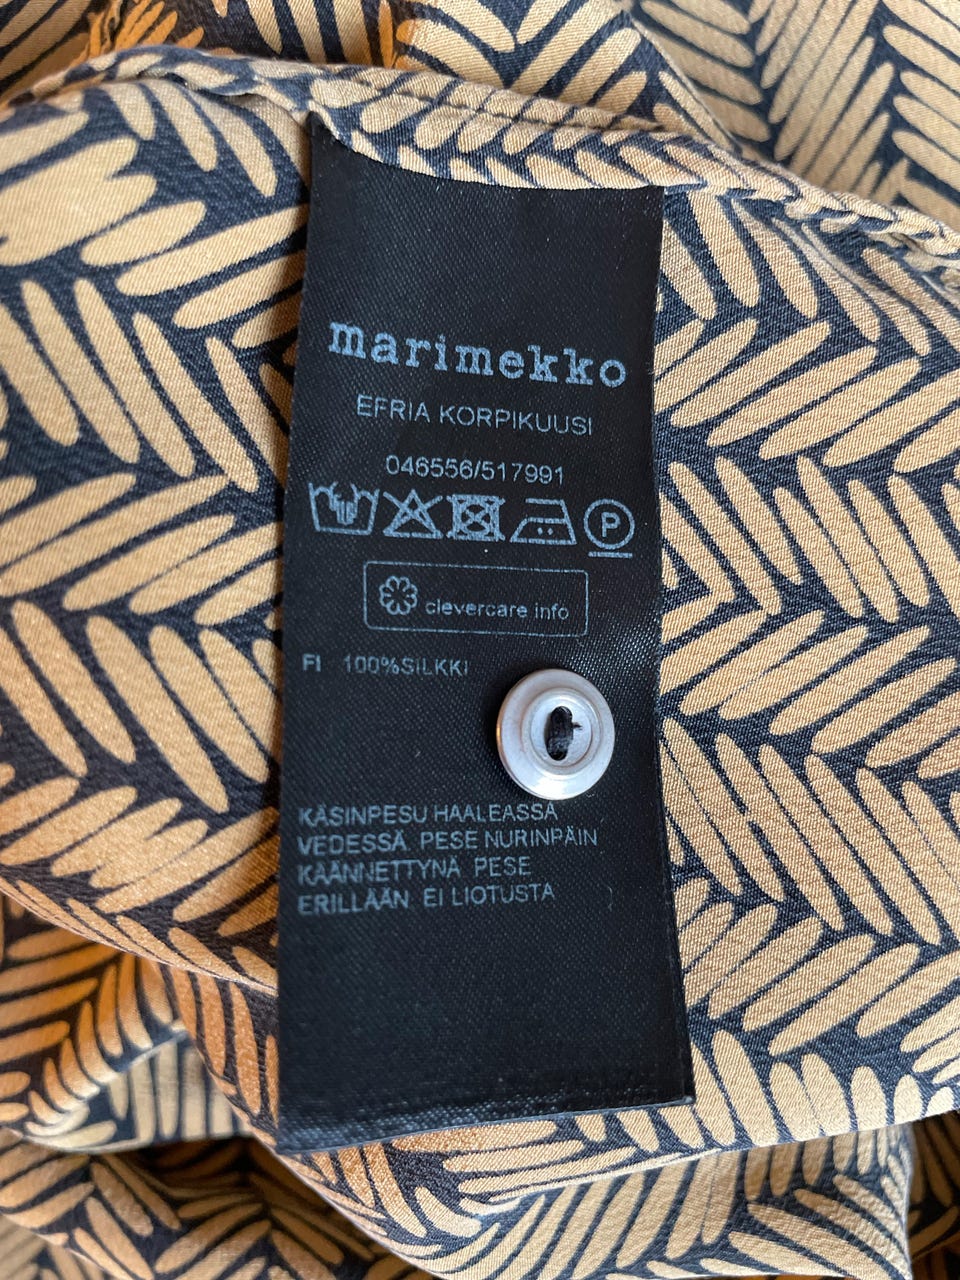 marimekko
EFRIA KORPIKUUSI
046556/517991
P
clevercare info
FI 100%SILKKI
KÄSINPESU HAALEASSA
VEDESSÄ PESE NURINPÄIN
KÄÄNNETTYNÄ PESE
ERILLÄÄN EI LIOTUSTA